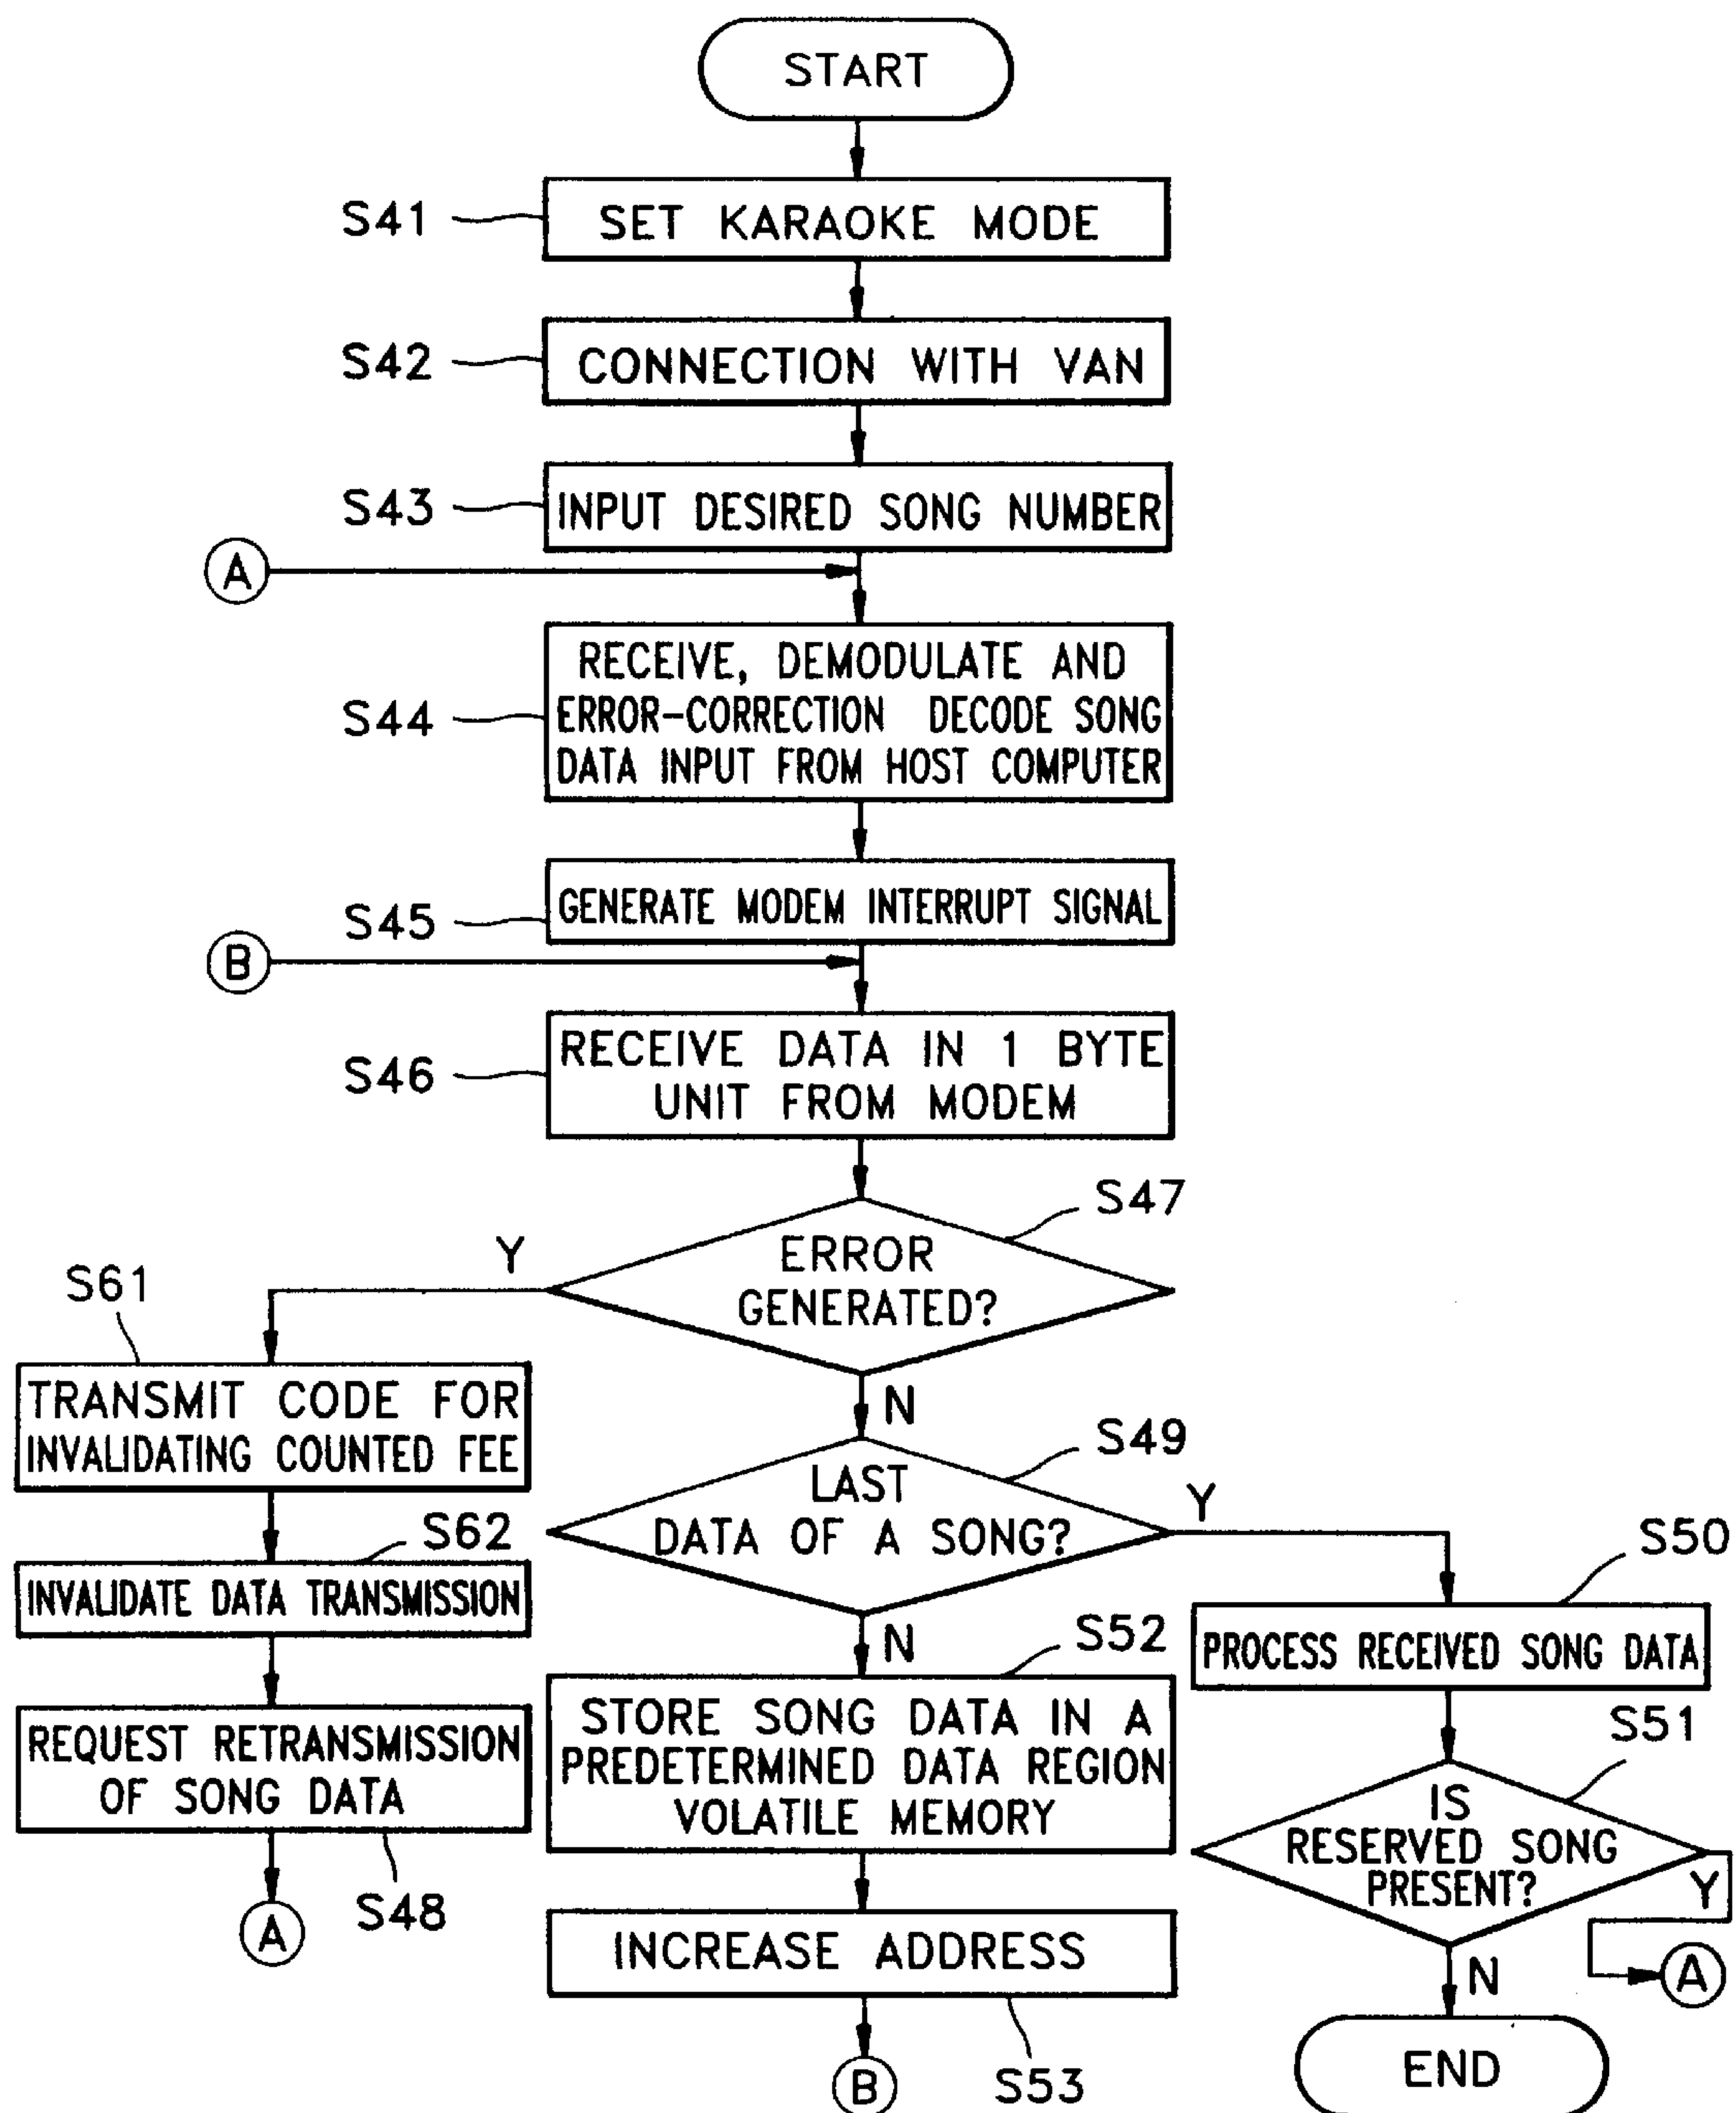 START
S41
SET KARAOKE MODE
S42
CONNECTION WITH VAN
S43
INPUT DESIRED SONG NUMBER
A
S44
RECEIVE, DEMODULATE AND
ERROR-CORRECTION DECODE SONG
DATA INPUT FROM HOST COMPUTER
S45
GENERATE MODEM INTERRUPT SIGNAL
B
S46
RECEIVE DATA IN 1 BYTE
UNIT FROM MODEM
S47
ERROR
GENERATED?
Y
N
S61
TRANSMIT CODE FOR
INVALIDATING COUNTED FEE
S62
INVALIDATE DATA TRANSMISSION
REQUEST RETRANSMISSION
OF SONG DATA
S48
A
S49
LAST
DATA OF A SONG?
Y
N
S52
STORE SONG DATA IN A
PREDETERMINED DATA REGION
VOLATILE MEMORY
INCREASE ADDRESS
S53
B
S50
PROCESS RECEIVED SONG DATA
S51
IS
RESERVED SONG
PRESENT?
Y
A
N
END